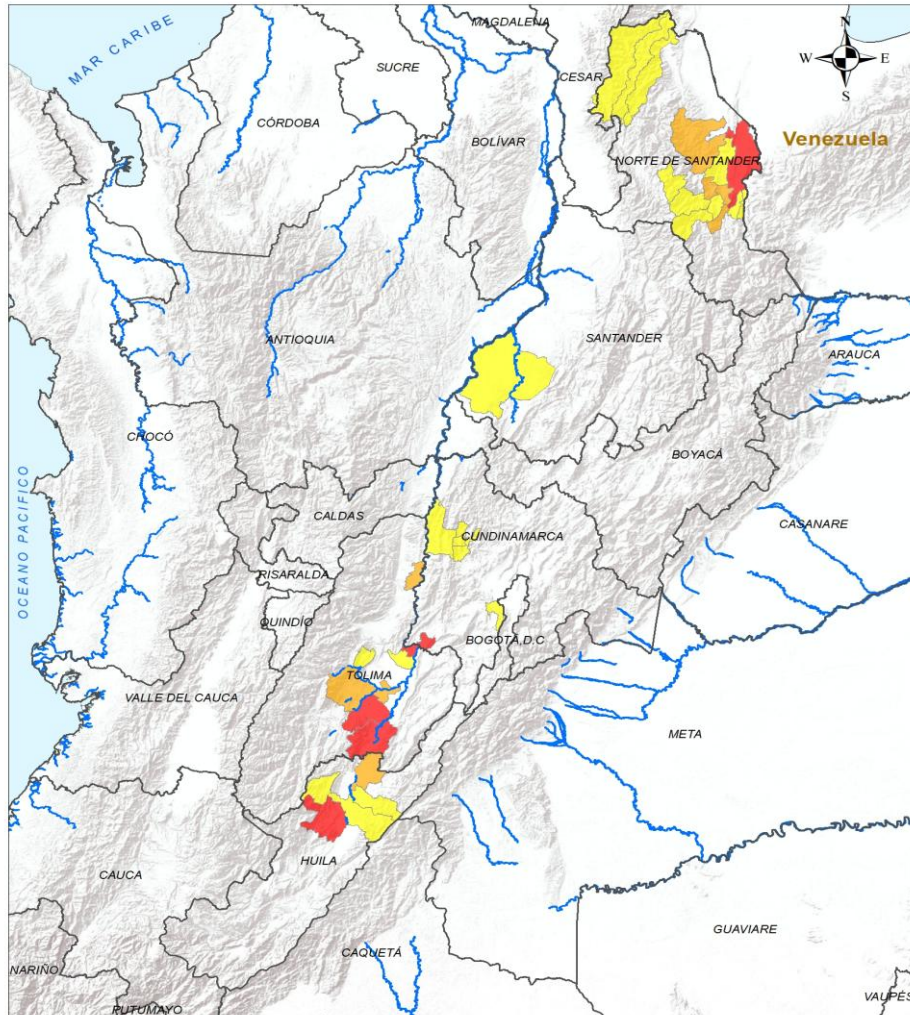 MAGDALENA
MAR CARIBE
N
W
E
S
SUCRE
CESAR
CÓRDOBA
BOLÍVAR
Venezuela
NORTE DE SANTANDER
ANTIOQUIA
SANTANDER
ARAUCA
CHOCÓ
BOYACÁ
OCEANO PACIFICO
CALDAS
CUNDINAMARCA
CASANARE
RISARALDA
QUINDÍO
BOGOTÁ, D.C
TOLIMA
VALLE DEL CAUCA
META
HUILA
CAUCA
CAQUETÁ
GUAVIARE
NARIÑO
PUTUMAYO
VAUPÉS